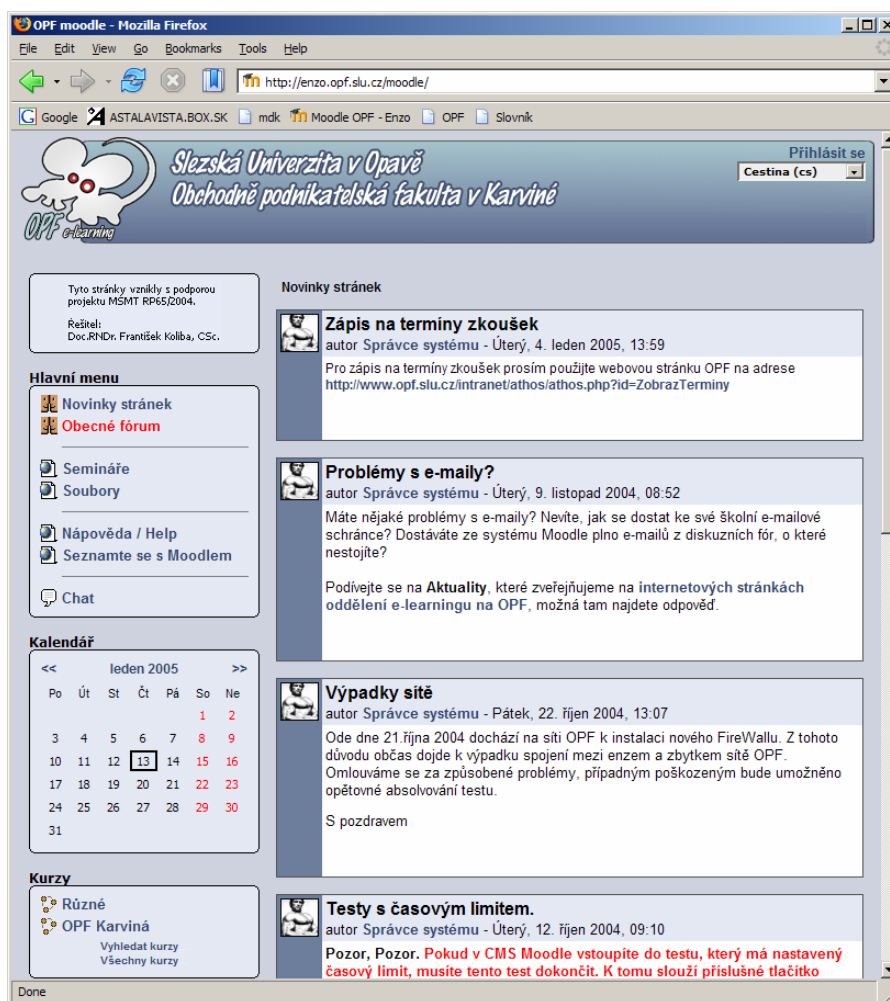 OPF moodle - Mozilla Firefox
File Edit View Go Bookmarks Tools Help
http://enzo.opf.slu.cz/moodle/
Google ASTALAVISTA.BOX.SK mdk Moodle OPF - Enzo OPF Slovník
Slezská Univerzita v Opavě
Obchodně podnikatelská fakulta v Karviné
OPF e-learning
Přihlásit se
Cestina (cs)
Tyto stránky vznikly s podporou
projektu MŠMT RP65/2004.
Řešitel:
Doc.RNDr. František Koliba, CSc.
Hlavní menu
Novinky stránek
Obecné fórum
Semináře
Soubory
Nápověda / Help
Seznamte se s Moodlem
Chat
Kalendář
<< leden 2005 >>
Po Út St Čt Pá So Ne
1 2
3 4 5 6 7 8 9
10 11 12 13 14 15 16
17 18 19 20 21 22 23
24 25 26 27 28 29 30
31
Kurzy
Různé
OPF Karviná
Vyhledat kurzy
Všechny kurzy
Novinky stránek
Zápis na termíny zkoušek
autor Správce systému - Úterý, 4. leden 2005, 13:59
Pro zápis na termíny zkoušek prosím použijte webovou stránku OPF na adrese
http://www.opf.slu.cz/intranet/athos/athos.php?id=ZobrazTerminy
Problémy s e-maily?
autor Správce systému - Úterý, 9. listopad 2004, 08:52
Máte nějaké problémy s e-maily? Nevíte, jak se dostat ke své školní e-mailové
schránce? Dostáváte ze systému Moodle plno e-mailů z diskuzních fór, o které
nestojíte?
Podívejte se na Aktuality, které zveřejňujeme na internetových stránkách
oddělení e-learningu na OPF, možná tam najdete odpověď.
Výpadky sítě
autor Správce systému - Pátek, 22. říjen 2004, 13:07
Ode dne 21.října 2004 dochází na síti OPF k instalaci nového FireWallu. Z tohoto
důvodu občas dojde k výpadku spojení mezi enzem a zbytkem sítě OPF.
Omlouváme se za způsobené problémy, případným poškozeným bude umožněno
opětovné absolvování testu.
S pozdravem
Testy s časovým limitem.
autor Správce systému - Úterý, 12. říjen 2004, 09:10
Pozor, Pozor. Pokud v CMS Moodle vstoupíte do testu, který má nastavený
časový limit, musíte tento test dokončit. K tomu slouží příslušné tlačítko
Done